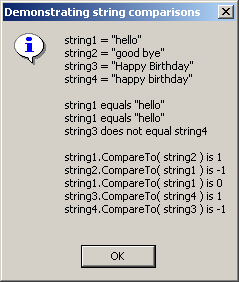 Demonstrating string comparisons
string1 = "hello"
string2 = "good bye"
string3 = "Happy Birthday"
string4 = "happy birthday"
string1 equals "hello"
string1 equals "hello"
string3 does not equal string4
string1.CompareTo( string2 ) is 1
string2.CompareTo( string1 ) is -1
string1.CompareTo( string1 ) is 0
string3.CompareTo( string4 ) is 1
string4.CompareTo( string3 ) is -1
OK